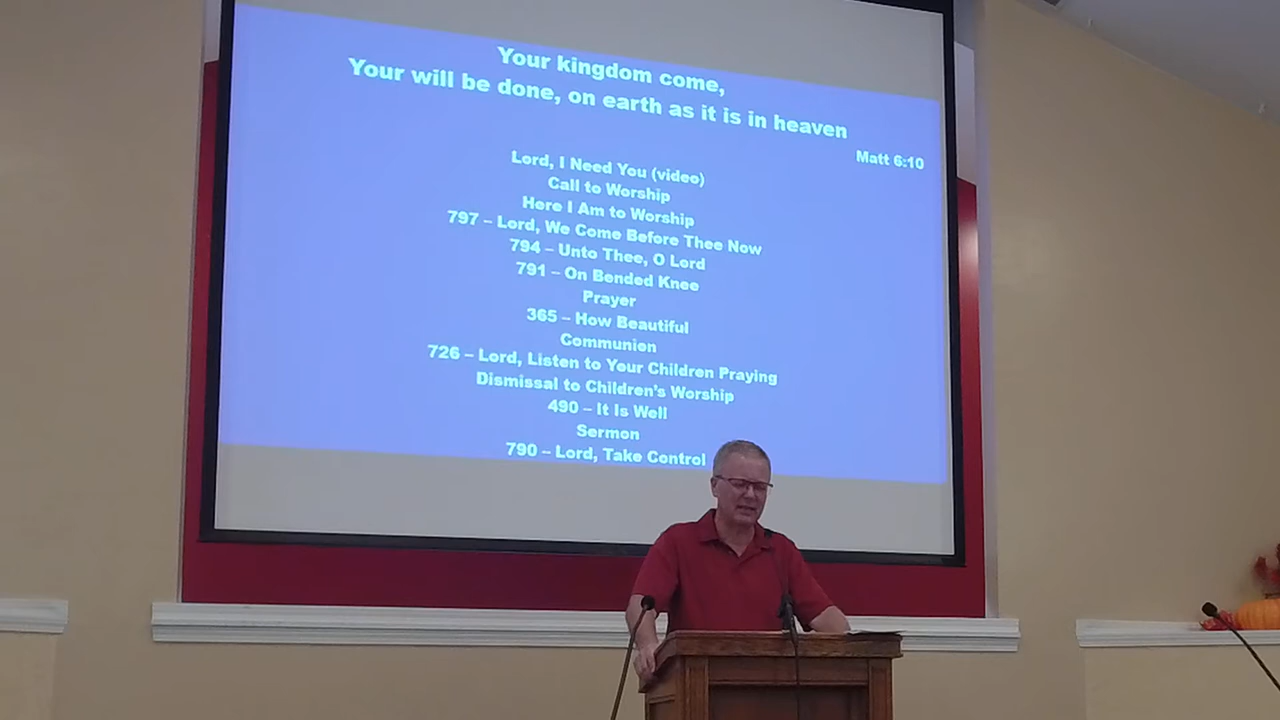 Your kingdom come,
Your will be done, on earth as it is in heaven
Matt 6:10
Lord, I Need You (video)
Call to Worship
Here I Am to Worship
797 – Lord, We Come Before Thee Now
794 – Unto Thee, O Lord
791 – On Bended Knee
Prayer
365 – How Beautiful
Communion
726 – Lord, Listen to Your Children Praying
Dismissal to Children's Worship
490 – It Is Well
Sermon
790 – Lord, Take Control